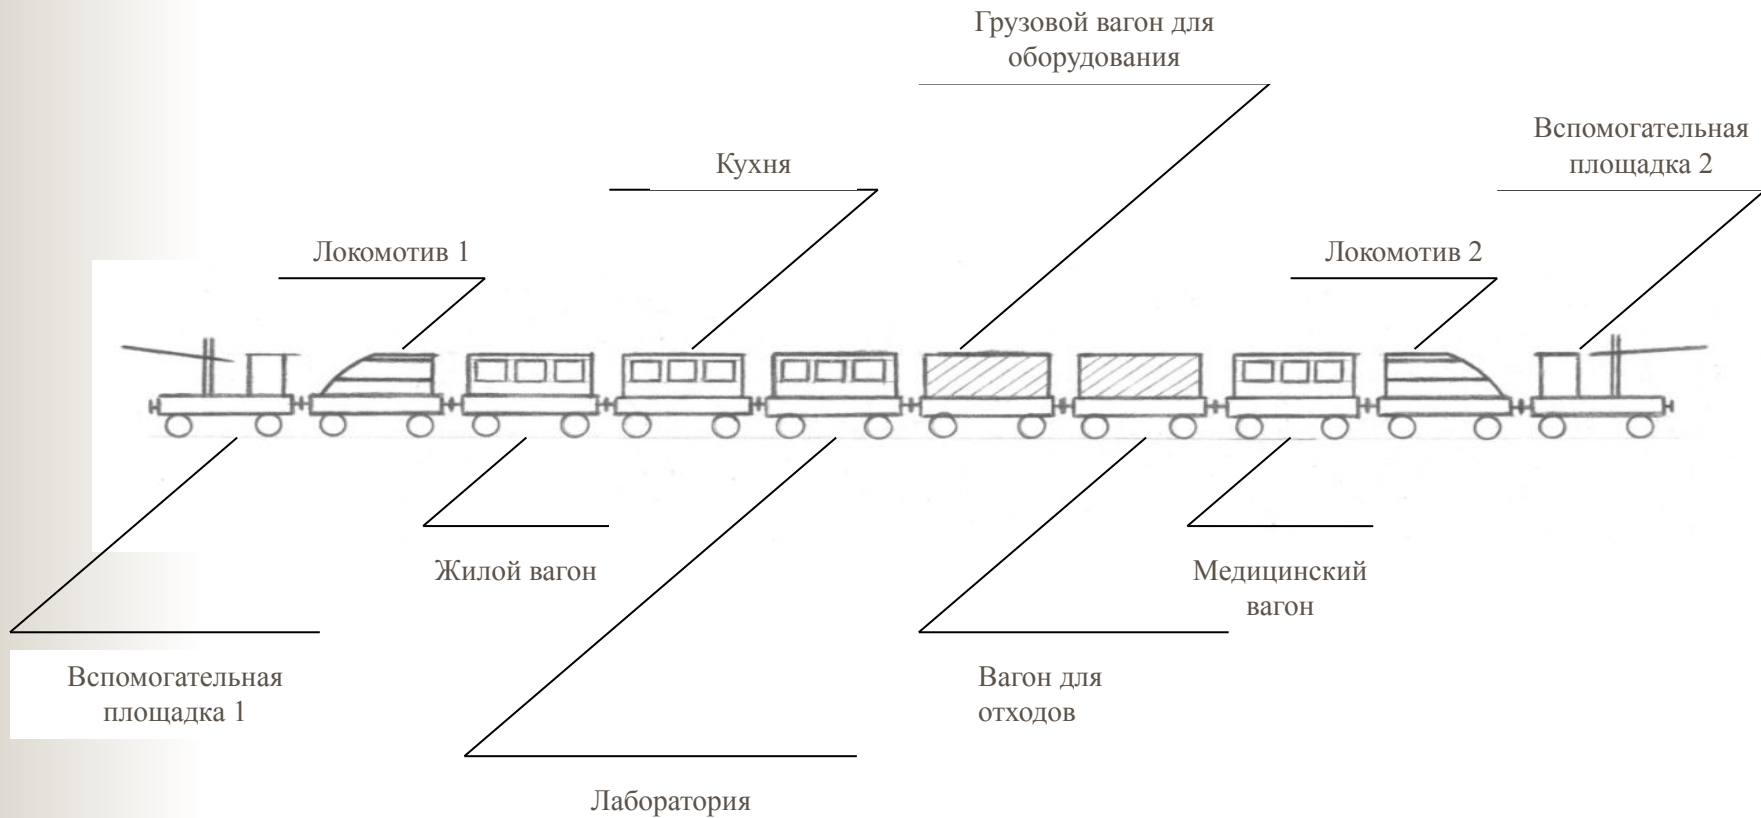 Грузовой вагон для
оборудования
Вспомогательная
площадка 2
Кухня
Локомотив 1
Локомотив 2
Жилой вагон
Медицинский
вагон
Вспомогательная
площадка 1
Вагон для
отходов
Лаборатория